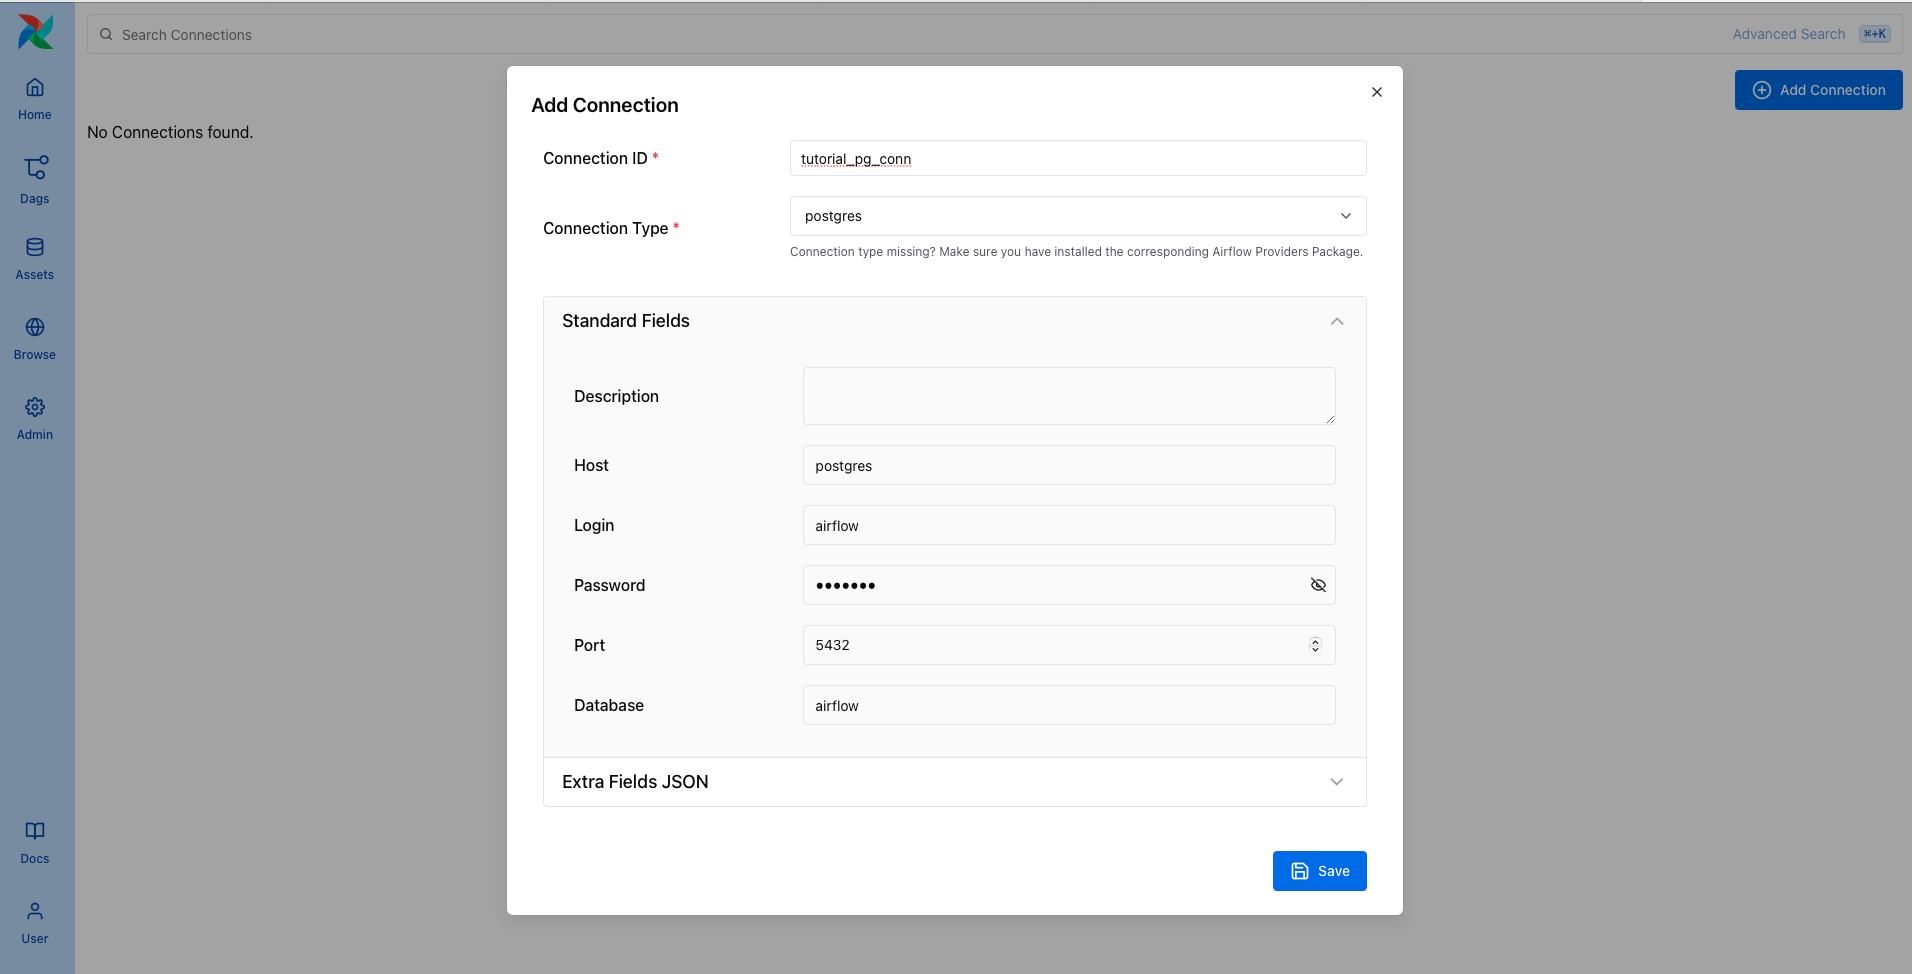 Search Connections
Advanced Search ⌘+K
Home
Dags
Assets
Browse
Admin
Docs
User
Add Connection
No Connections found.
Add Connection
Connection ID *
tutorial_pg_conn
Connection Type *
postgres
Connection type missing? Make sure you have installed the corresponding Airflow Providers Package.
Standard Fields
Description
Host
postgres
Login
airflow
Password
•••••••
Port
5432
Database
airflow
Extra Fields JSON
Save